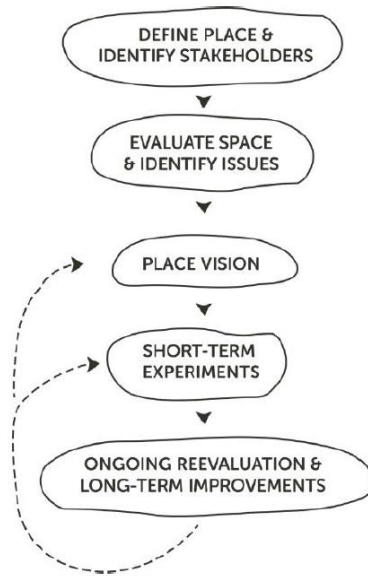 DEFINE PLACE &
IDENTIFY STAKEHOLDERS
EVALUATE SPACE
& IDENTIFY ISSUES
PLACE VISION
SHORT-TERM
EXPERIMENTS
ONGOING REEVALUATION &
LONG-TERM IMPROVEMENTS